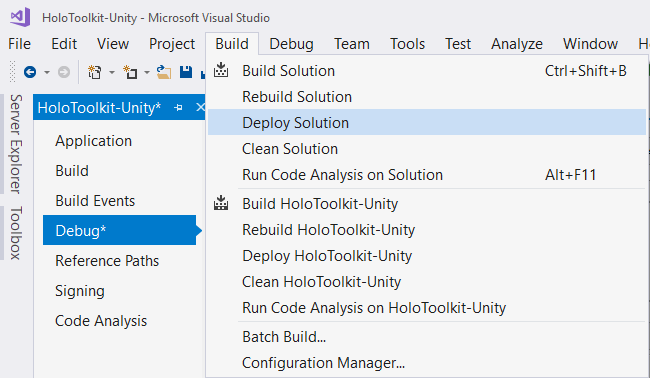 HoloToolkit-Unity - Microsoft Visual Studio
File Edit View Project Build Debug Team Tools Test Analyze Window
Server Explorer
Toolbox
HoloToolkit-Unity*
Application
Build
Build Events
Debug*
Reference Paths
Signing
Code Analysis
Build Solution Ctrl+Shift+B
Rebuild Solution
Deploy Solution
Clean Solution
Run Code Analysis on Solution Alt+F11
Build HoloToolkit-Unity
Rebuild HoloToolkit-Unity
Deploy HoloToolkit-Unity
Clean HoloToolkit-Unity
Run Code Analysis on HoloToolkit-Unity
Batch Build...
Configuration Manager...